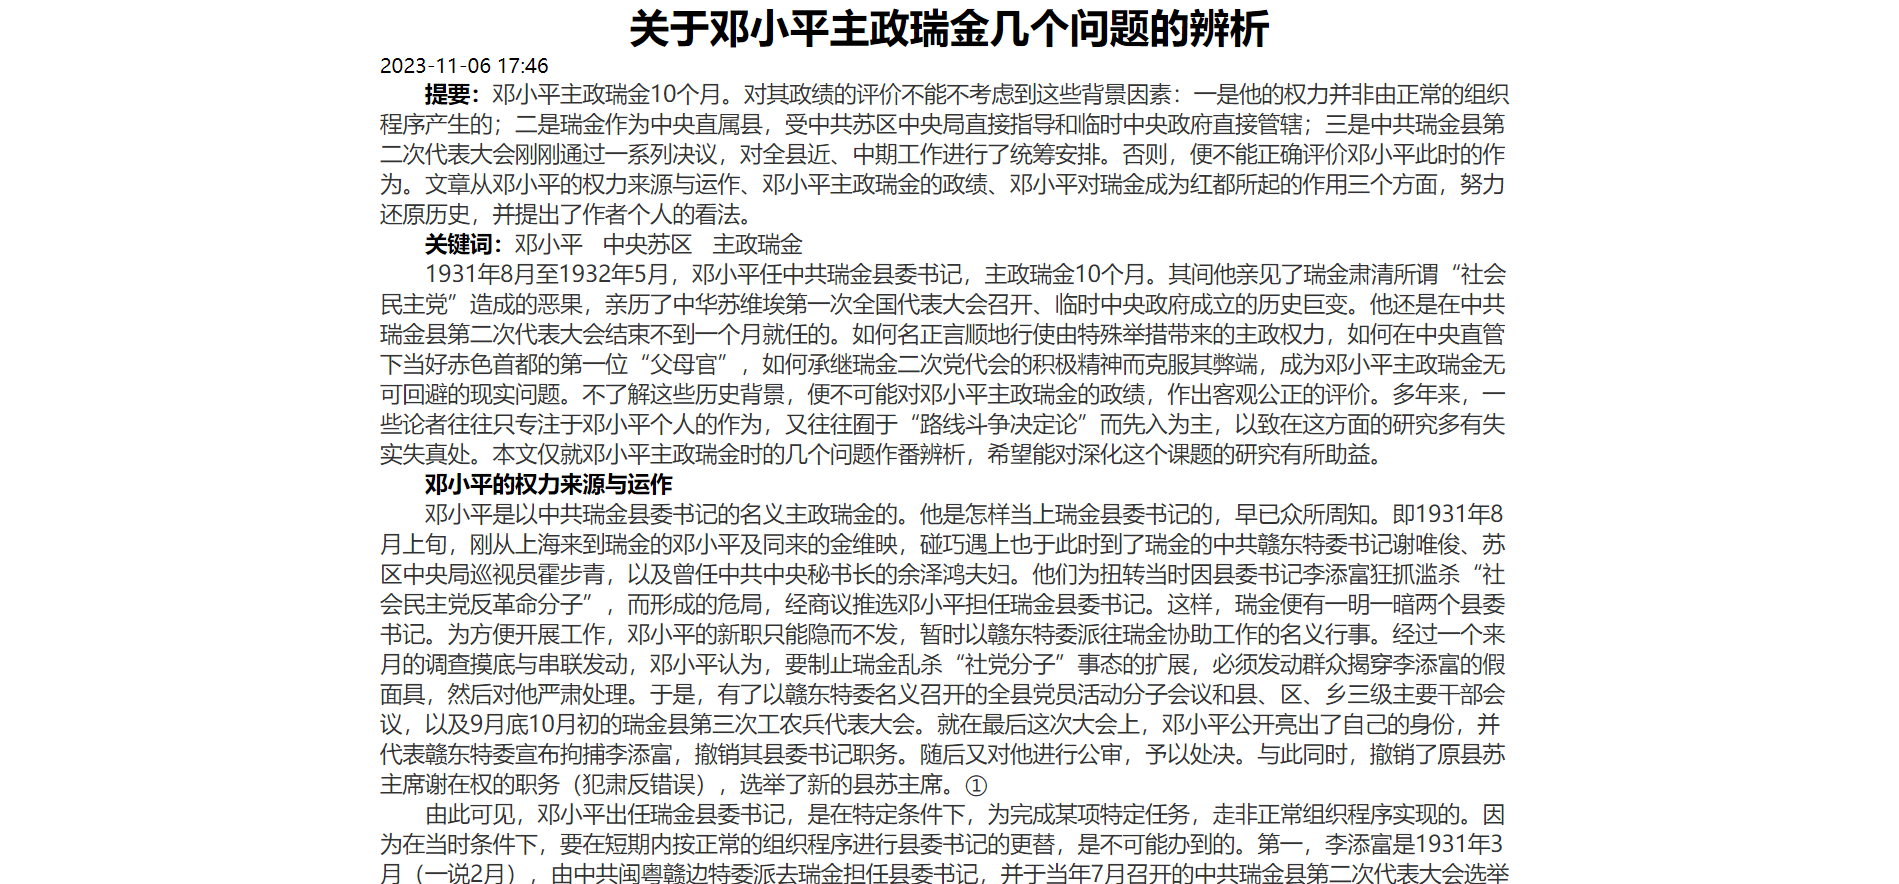 关于邓小平主政瑞金几个问题的辨析
2023-11-06 17:46
提要：邓小平主政瑞金10个月。对其政绩的评价不能不考虑到这些背景因素：一是他的权力并非由正常的组织
程序产生的；二是瑞金作为中央直属县，受中共苏区中央局直接指导和临时中央政府直接管辖；三是中共瑞金县第
二次代表大会刚刚通过一系列决议，对全县近、中期工作进行了统筹安排。否则，便不能正确评价邓小平此时的作
为。文章从邓小平的权力来源与运作、邓小平主政瑞金的政绩、邓小平对瑞金成为红都所起的作用三个方面，努力
还原历史，并提出了作者个人的看法。
关键词：邓小平 中央苏区 主政瑞金
1931年8月至1932年5月，邓小平任中共瑞金县委书记，主政瑞金10个月。其间他亲见了瑞金肃清所谓“社会
民主党”造成的恶果，亲历了中华苏维埃第一次全国代表大会召开、临时中央政府成立的历史巨变。他还是在中共
瑞金县第二次代表大会结束不到一个月就任的。如何名正言顺地行使由特殊举措带来的主政权力，如何在中央直管
下当好赤色首都的第一位“父母官”，如何承继瑞金二次党代会的积极精神而克服其弊端，成为邓小平主政瑞金无
可回避的现实问题。不了解这些历史背景，便不可能对邓小平主政瑞金的政绩，作出客观公正的评价。多年来，一
些论者往往只专注于邓小平个人的作为，又往往囿于“路线斗争决定论”而先入为主，以致在这方面的研究多有失
实失真处。本文仅就邓小平主政瑞金时的几个问题作番辨析，希望能对深化这个课题的研究有所助益。
邓小平的权力来源与运作
邓小平是以中共瑞金县委书记的名义主政瑞金的。他是怎样当上瑞金县委书记的，早已众所周知。即1931年8
月上旬，刚从上海来到瑞金的邓小平及同来的金维映，碰巧遇上也于此时到了瑞金的中共赣东特委书记谢唯俊、苏
区中央局巡视员霍步青，以及曾任中共中央秘书长的余泽鸿夫妇。他们为扭转当时因县委书记李添富狂抓滥杀“社
会民主党反革命分子”，而形成的危局，经商议推选邓小平担任瑞金县委书记。这样，瑞金便有一明一暗两个县委
书记。为方便开展工作，邓小平的新职只能隐而不发，暂时以赣东特委派往瑞金协助工作的名义行事。经过一个来
月的调查摸底与串联发动，邓小平认为，要制止瑞金乱杀“社党分子”事态的扩展，必须发动群众揭穿李添富的假
面具，然后对他严肃处理。于是，有了以赣东特委名义召开的全县党员活动分子会议和县、区、乡三级主要干部会
议，以及9月底10月初的瑞金县第三次工农兵代表大会。就在最后这次大会上，邓小平公开亮出了自己的身份，并
代表赣东特委宣布拘捕李添富，撤销其县委书记职务。随后又对他进行公审，予以处决。与此同时，撤销了原县苏
主席谢在权的职务（犯肃反错误），选举了新的县苏主席。①
由此可见，邓小平出任瑞金县委书记，是在特定条件下，为完成某项特定任务，走非正常组织程序实现的。因
为在当时条件下，要在短期内按正常的组织程序进行县委书记的更替，是不可能办到的。第一，李添富是1931年3
月（一说2月），由中共闽粤赣边特委派去瑞金担任县委书记，并于当年7月召开的中共瑞金县第二次代表大会选举